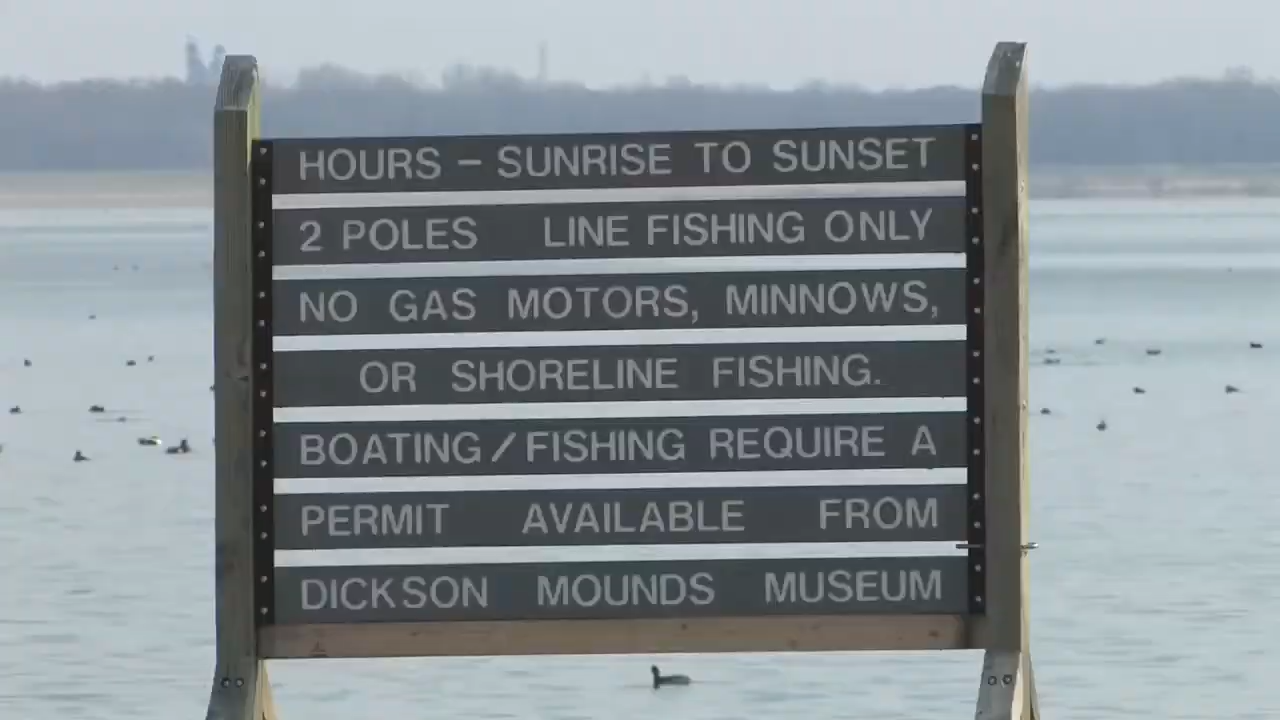 HOURS – SUNRISE TO SUNSET
2 POLES LINE FISHING ONLY
NO GAS MOTORS, MINNOWS,
OR SHORELINE FISHING.
BOATING/FISHING REQUIRE A
PERMIT AVAILABLE FROM
DICKSON MOUNDS MUSEUM